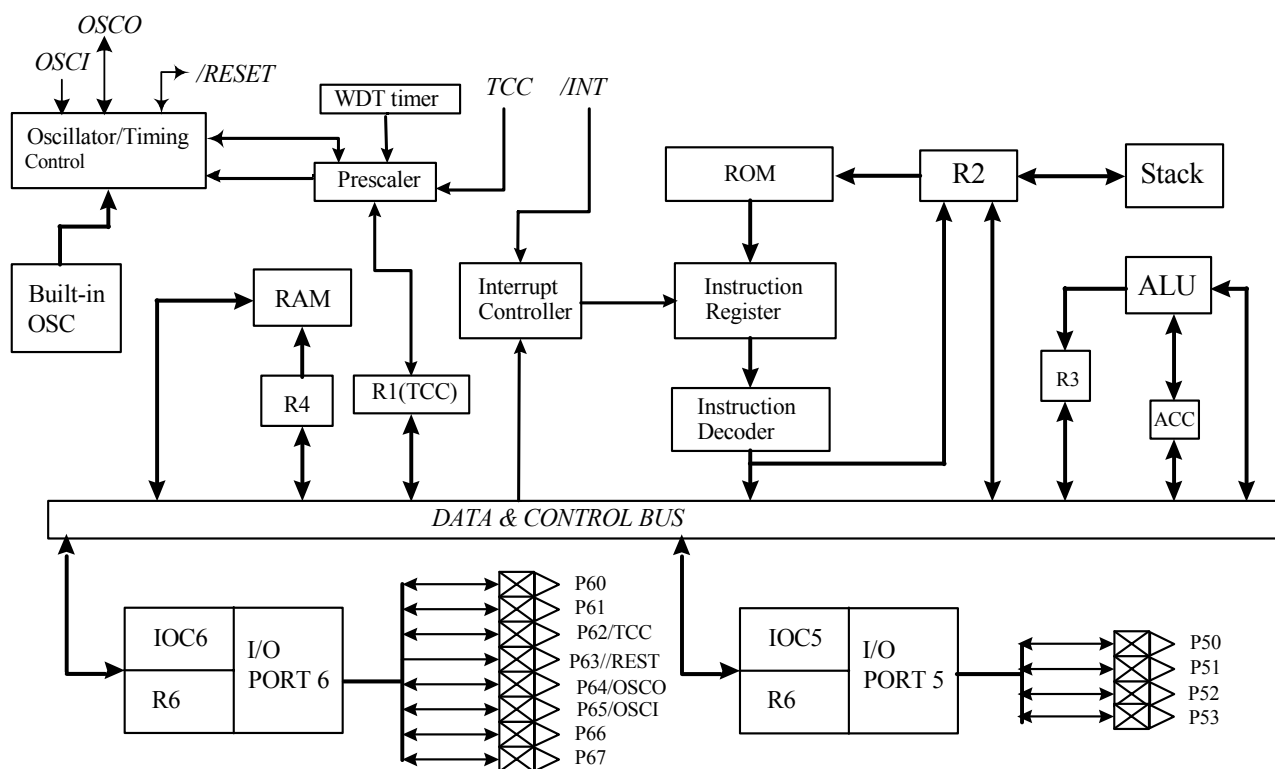 OSCO
OSCI
/RESET
WDT timer
TCC
/INT
Oscillator/Timing
Control
Prescaler
ROM
R2
Stack
Built-in
OSC
RAM
Interrupt
Controller
Instruction
Register
ALU
R4
R1(TCC)
Instruction
Decoder
R3
ACC
DATA & CONTROL BUS
IOC6
R6
I/O
PORT 6
P60
P61
P62/TCC
P63//REST
P64/OSCO
P65/OSCI
P66
P67
IOC5
R6
I/O
PORT 5
P50
P51
P52
P53